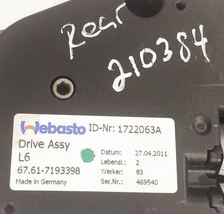 Rear
210384
Webasto ID-Nr: 1722063A
Drive Assy Datum: 27.04.2011
L6 Lebensl.: 2
67.61-7193398 Werker: 93
Made in Germany Ser.Nr.: 469540